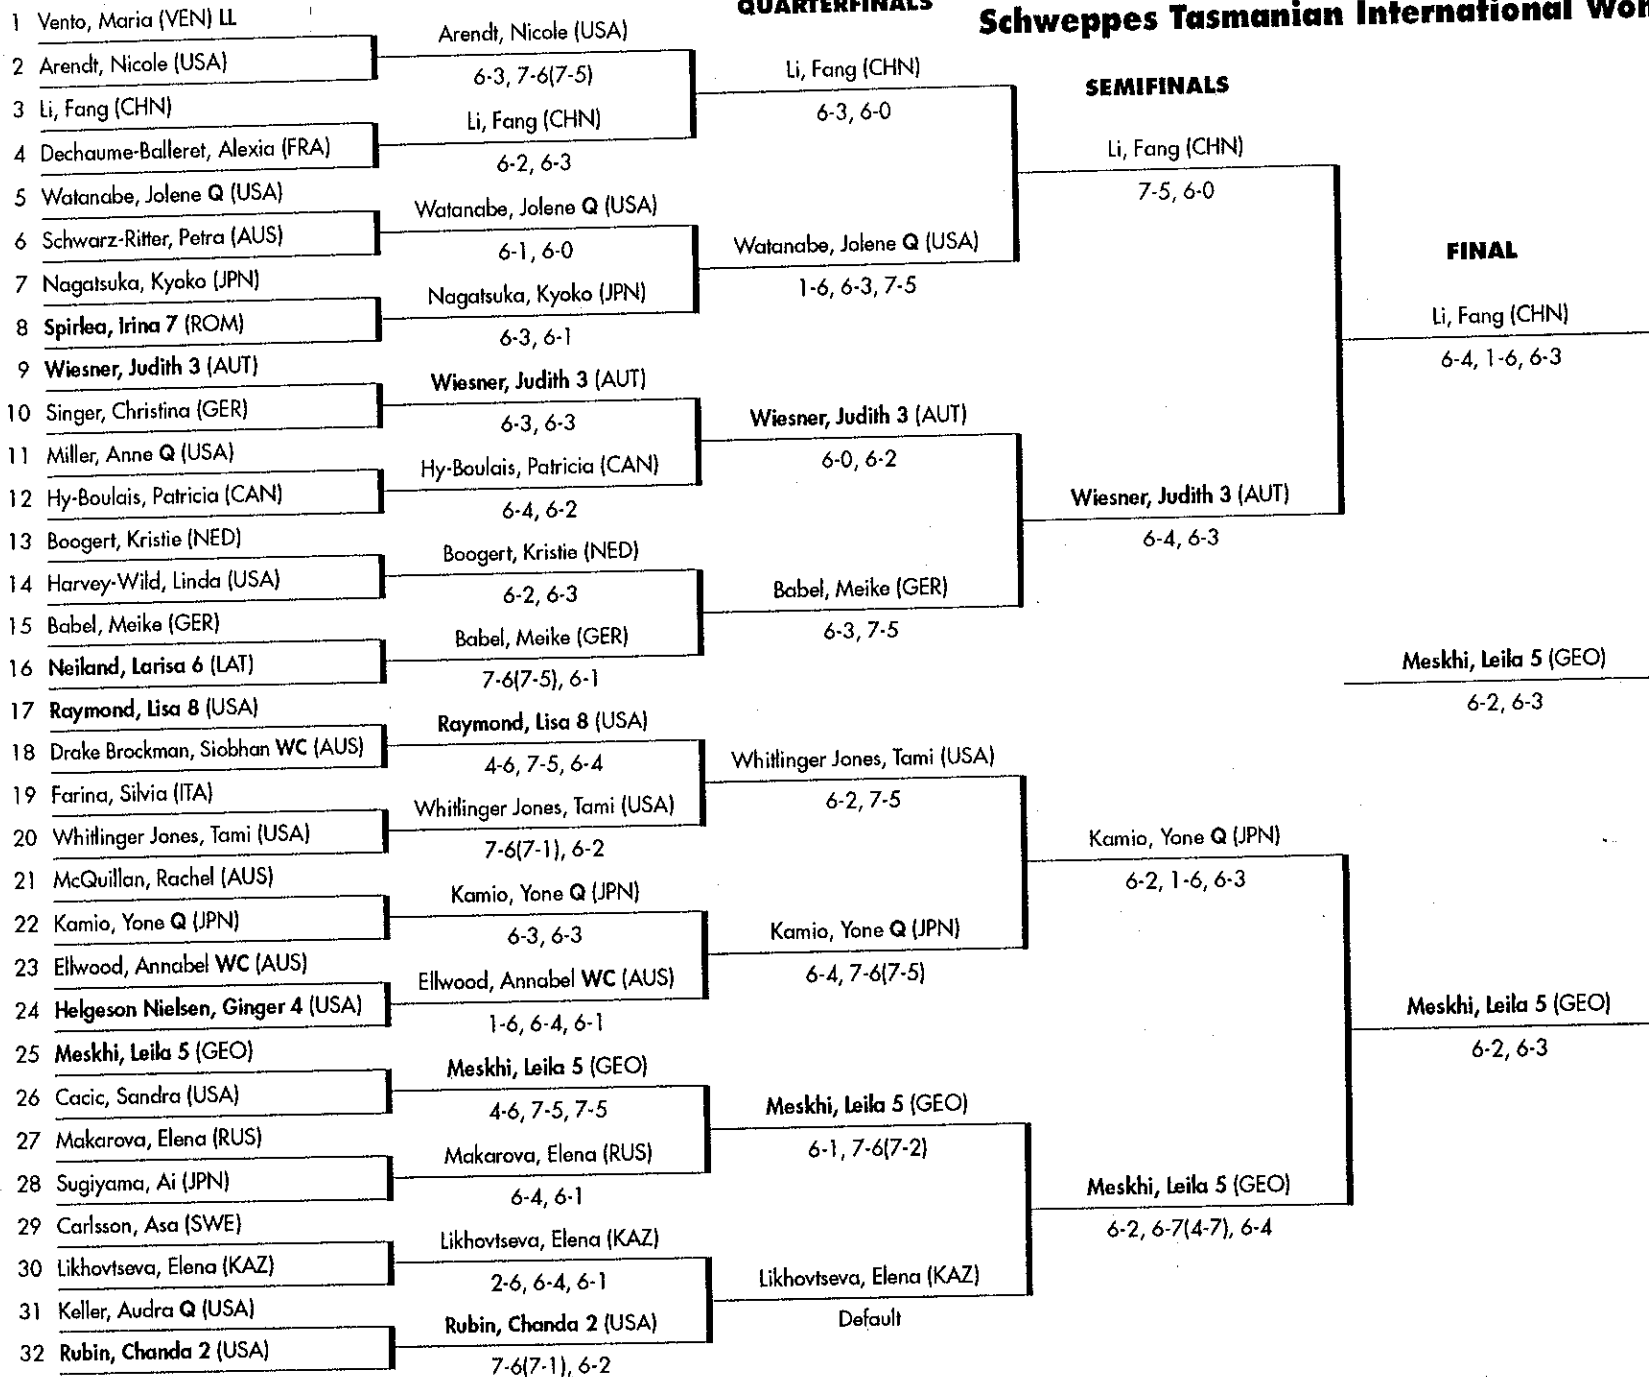 QUARTERFINALS
Schweppes Tasmanian International
SEMIFINALS
FINAL
1 Vento, Maria (VEN) LL
2 Arendt, Nicole (USA)
3 Li, Fang (CHN)
4 Dechaume-Balleret, Alexia (FRA)
5 Watanabe, Jolene Q (USA)
6 Schwarz-Ritter, Petra (AUS)
7 Nagatsuka, Kyoko (JPN)
8 Spirlea, Irina 7 (ROM)
9 Wiesner, Judith 3 (AUT)
10 Singer, Christina (GER)
11 Miller, Anne Q (USA)
12 Hy-Boulais, Patricia (CAN)
13 Boogert, Kristie (NED)
14 Harvey-Wild, Linda (USA)
15 Babel, Meike (GER)
16 Neiland, Larisa 6 (LAT)
17 Raymond, Lisa 8 (USA)
18 Drake Brockman, Siobhan WC (AUS)
19 Farina, Silvia (ITA)
20 Whitlinger Jones, Tami (USA)
21 McQuillan, Rachel (AUS)
22 Kamio, Yone Q (JPN)
23 Ellwood, Annabel WC (AUS)
24 Helgeson Nielsen, Ginger 4 (USA)
25 Meskhi, Leila 5 (GEO)
26 Cacic, Sandra (USA)
27 Makarova, Elena (RUS)
28 Sugiyama, Ai (JPN)
29 Carlsson, Asa (SWE)
30 Likhovtseva, Elena (KAZ)
31 Keller, Audra Q (USA)
32 Rubin, Chanda 2 (USA)
Arendt, Nicole (USA)
6-3, 7-6(7-5)
Li, Fang (CHN)
6-2, 6-3
Watanabe, Jolene Q (USA)
6-1, 6-0
Nagatsuka, Kyoko (JPN)
6-3, 6-1
Wiesner, Judith 3 (AUT)
6-3, 6-3
Hy-Boulais, Patricia (CAN)
6-4, 6-2
Boogert, Kristie (NED)
6-2, 6-3
Babel, Meike (GER)
7-6(7-5), 6-1
Raymond, Lisa 8 (USA)
4-6, 7-5, 6-4
Whitlinger Jones, Tami (USA)
7-6(7-1), 6-2
Kamio, Yone Q (JPN)
6-3, 6-3
Ellwood, Annabel WC (AUS)
1-6, 6-4, 6-1
Meskhi, Leila 5 (GEO)
4-6, 7-5, 7-5
Makarova, Elena (RUS)
6-4, 6-1
Likhovtseva, Elena (KAZ)
2-6, 6-4, 6-1
Rubin, Chanda 2 (USA)
7-6(7-1), 6-2
Li, Fang (CHN)
6-3, 6-0
Watanabe, Jolene Q (USA)
1-6, 6-3, 7-5
Wiesner, Judith 3 (AUT)
6-0, 6-2
Babel, Meike (GER)
6-3, 7-5
Whitlinger Jones, Tami (USA)
6-2, 7-5
Kamio, Yone Q (JPN)
6-4, 7-6(7-5)
Meskhi, Leila 5 (GEO)
6-1, 7-6(7-2)
Likhovtseva, Elena (KAZ)
Default
Li, Fang (CHN)
7-5, 6-0
Wiesner, Judith 3 (AUT)
6-4, 6-3
Kamio, Yone Q (JPN)
6-2, 1-6, 6-3
Meskhi, Leila 5 (GEO)
6-2, 6-7(4-7), 6-4
Li, Fang (CHN)
6-4, 1-6, 6-3
Meskhi, Leila 5 (GEO)
6-2, 6-3
Meskhi, Leila 5 (GEO)
6-2, 6-3